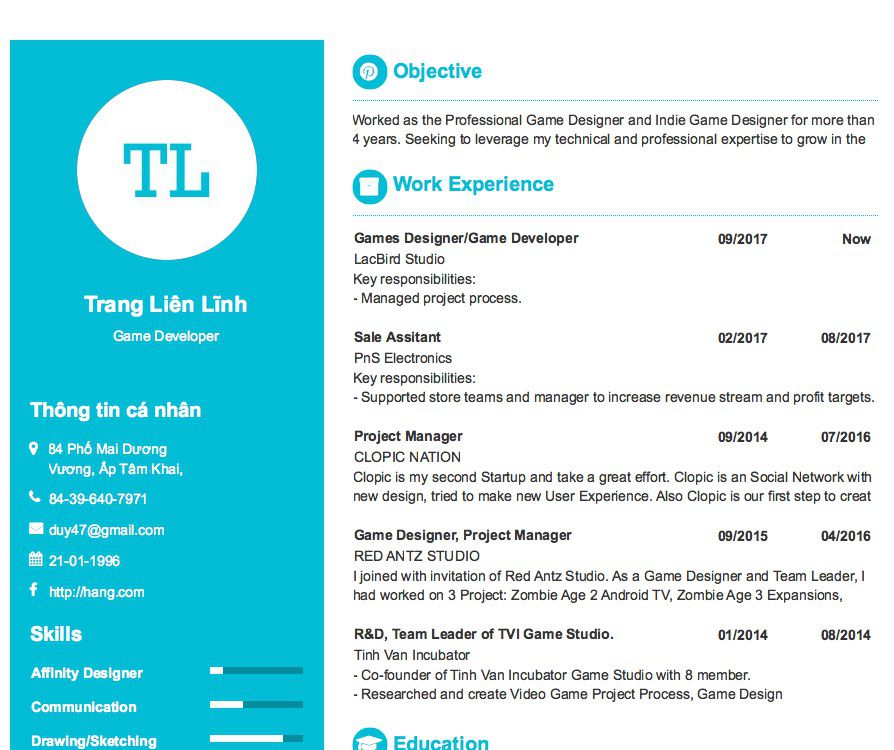 TL
Trang Liên Lĩnh
Game Developer
Thông tin cá nhân
84 Phố Mai Dương
Vương, Ấp Tâm Khai,
84-39-640-7971
duy47@gmail.com
21-01-1996
http://hang.com
Skills
Affinity Designer
Communication
Drawing/Sketching
Objective
Worked as the Professional Game Designer and Indie Game Designer for more than
4 years. Seeking to leverage my technical and professional expertise to grow in the
Work Experience
Games Designer/Game Developer 09/2017 Now
LacBird Studio
Key responsibilities:
- Managed project process.
Sale Assitant 02/2017 08/2017
PnS Electronics
Key responsibilities:
- Supported store teams and manager to increase revenue stream and profit targets.
Project Manager 09/2014 07/2016
CLOPIC NATION
Clopic is my second Startup and take a great effort. Clopic is an Social Network with
new design, tried to make new User Experience. Also Clopic is our first step to creat
Game Designer, Project Manager 09/2015 04/2016
RED ANTZ STUDIO
I joined with invitation of Red Antz Studio. As a Game Designer and Team Leader, I
had worked on 3 Project: Zombie Age 2 Android TV, Zombie Age 3 Expansions,
R&D, Team Leader of TVI Game Studio. 01/2014 08/2014
Tinh Van Incubator
- Co-founder of Tinh Van Incubator Game Studio with 8 member.
- Researched and create Video Game Project Process, Game Design
Education